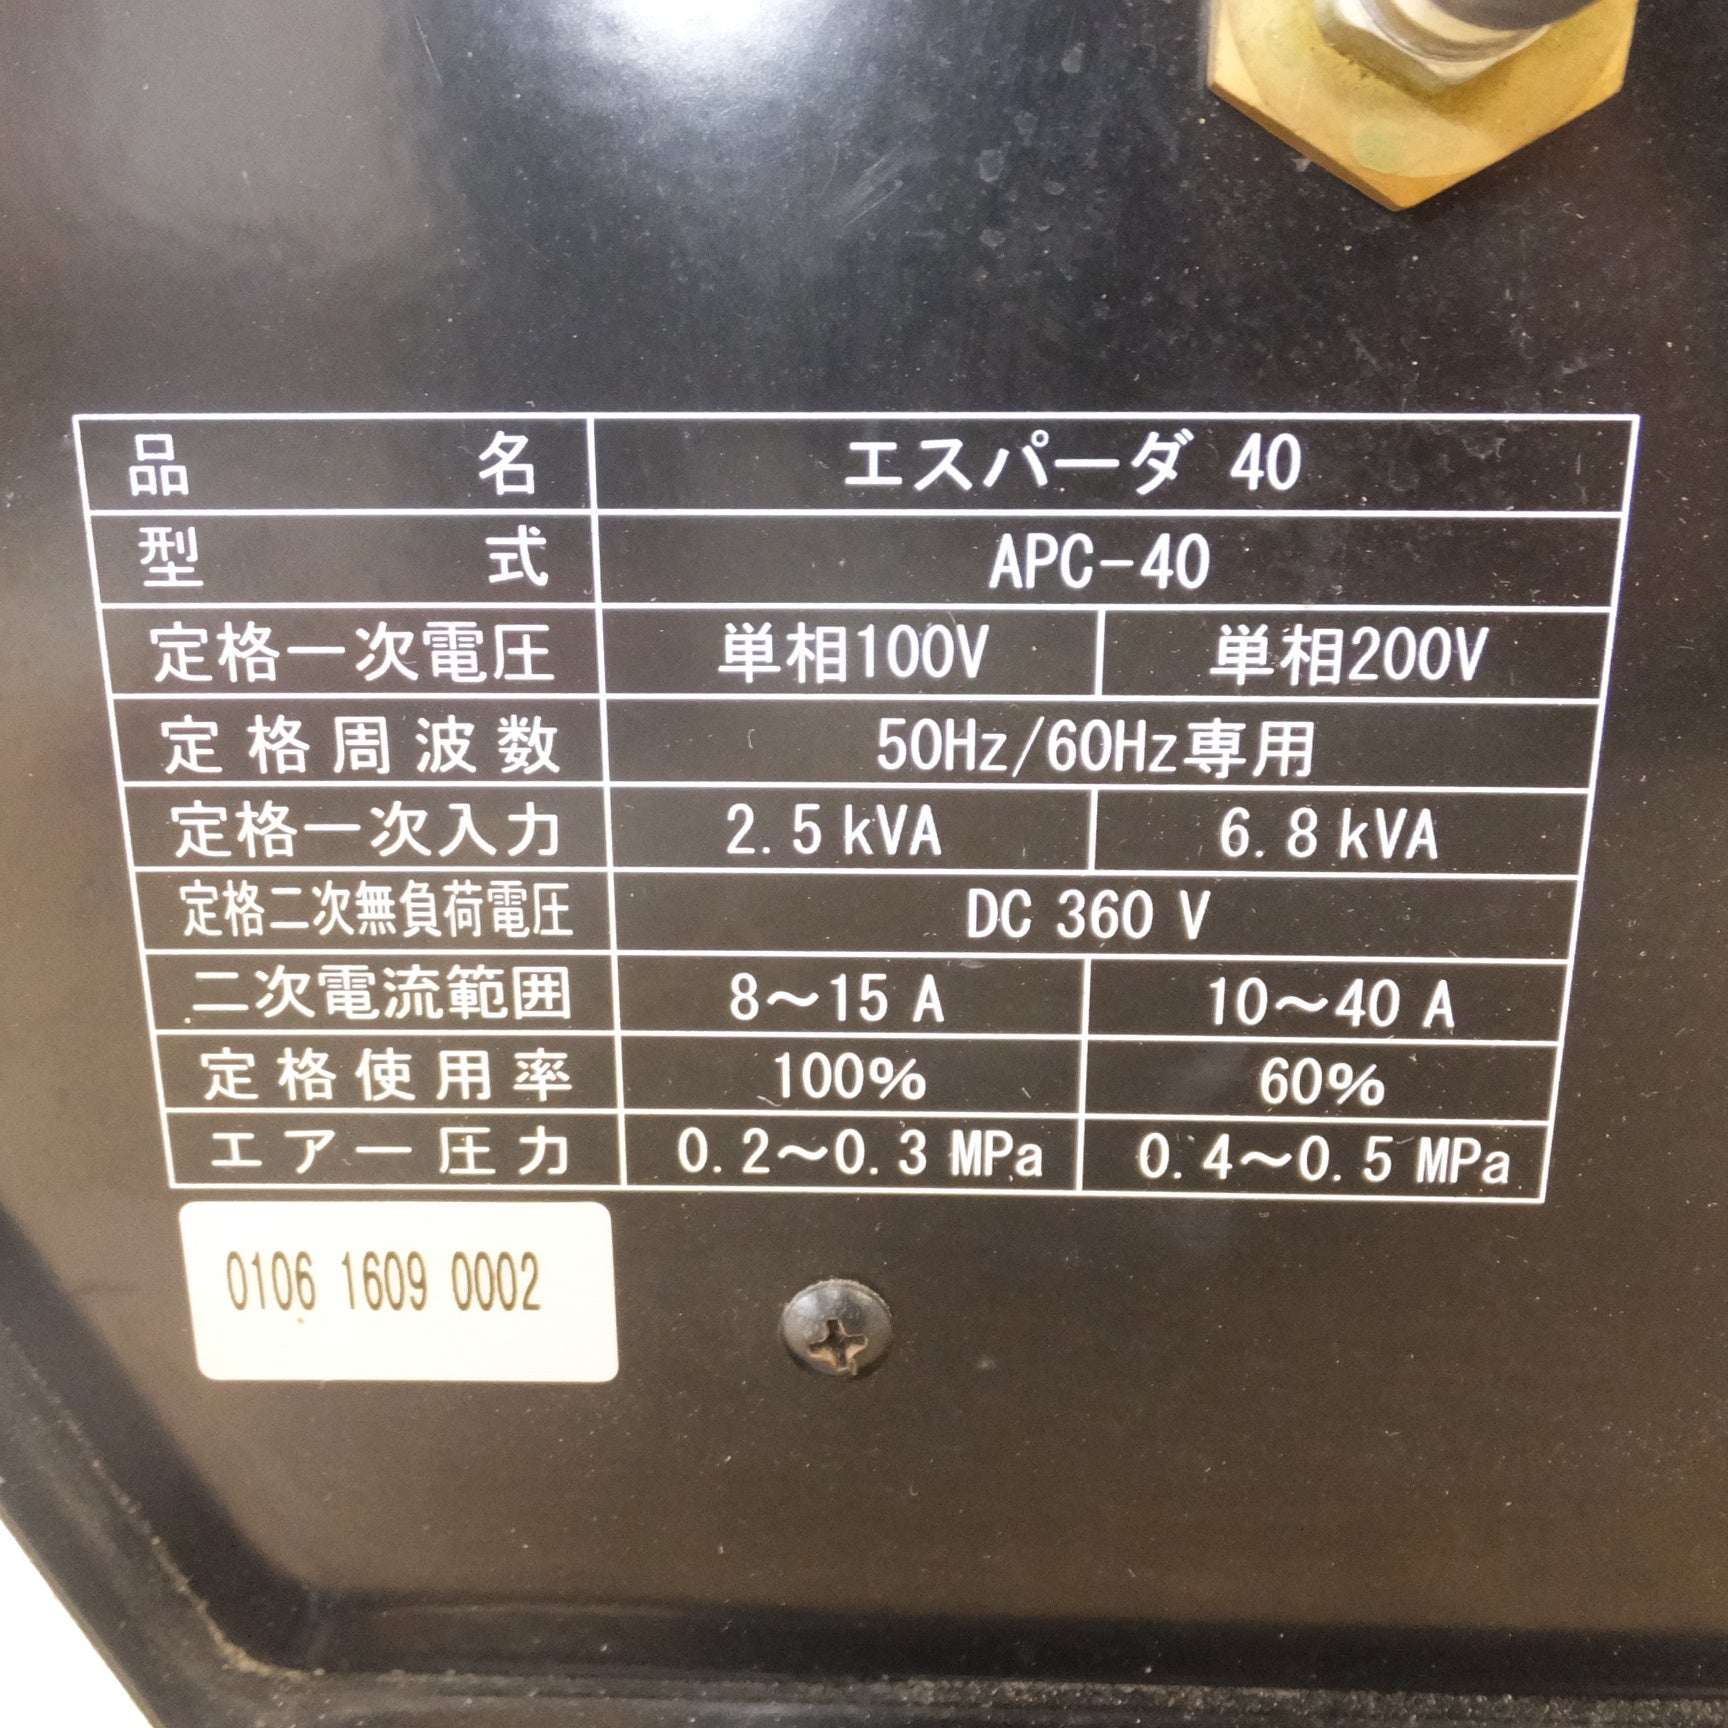 品名 エスパーダ 40
型式 APC-40
定格一次電圧 単相100V 単相200V
定格周波数 50Hz/60Hz専用
定格一次入力 2.5 kVA 6.8 kVA
定格二次無負荷電圧 DC 360 V
二次電流範囲 8～15 A 10～40 A
定格使用率 100% 60%
エアー圧力 0.2～0.3 MPa 0.4～0.5 MPa
0106 1609 0002